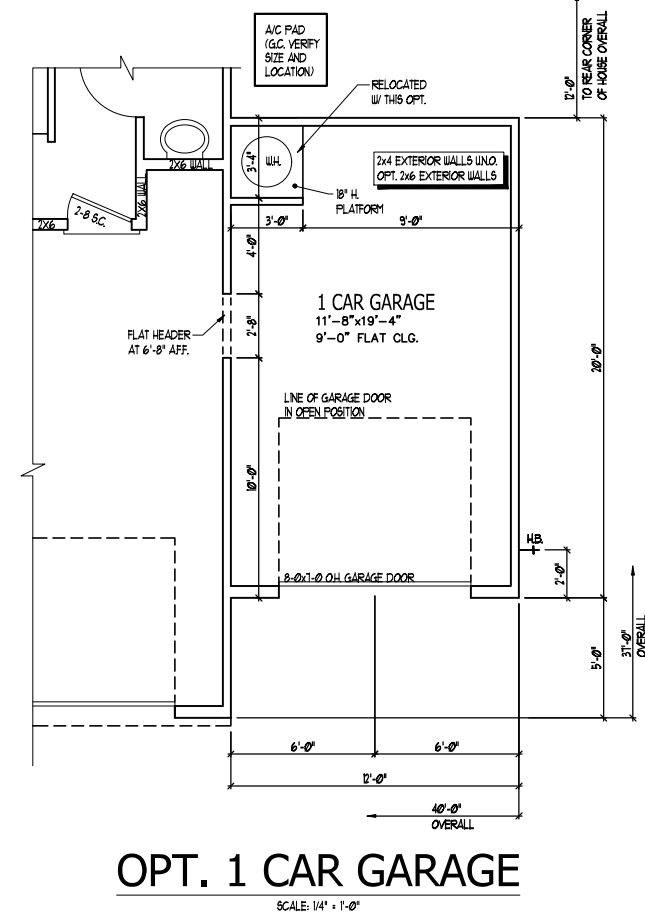 A/C PAD
(G.C. VERIFY
SIZE AND
LOCATION)
12'-0"
TO REAR CORNER
OF HOUSE OVERALL
RELOCATED
W/ THIS OPT.
2X6 WALL
3'-4"
W.H.
2x4 EXTERIOR WALLS U.N.O.
OPT. 2x6 EXTERIOR WALLS
18" H.
PLATFORM
2X6 WALL
2-8 S.C.
2X6
3'-0"
9'-0"
4'-0"
1 CAR GARAGE
11'-8"x19'-4"
9'-0" FLAT CLG.
2'-8"
FLAT HEADER
AT 6'-8" AFF.
20'-0"
LINE OF GARAGE DOOR
IN OPEN POSITION
10'-0"
H.B.
8-0x7-0 O.H. GARAGE DOOR
2'-0"
5'-0"
37'-0"
OVERALL
6'-0"
6'-0"
12'-0"
40'-0"
OVERALL
OPT. 1 CAR GARAGE
SCALE: 1/4" = 1'-0"